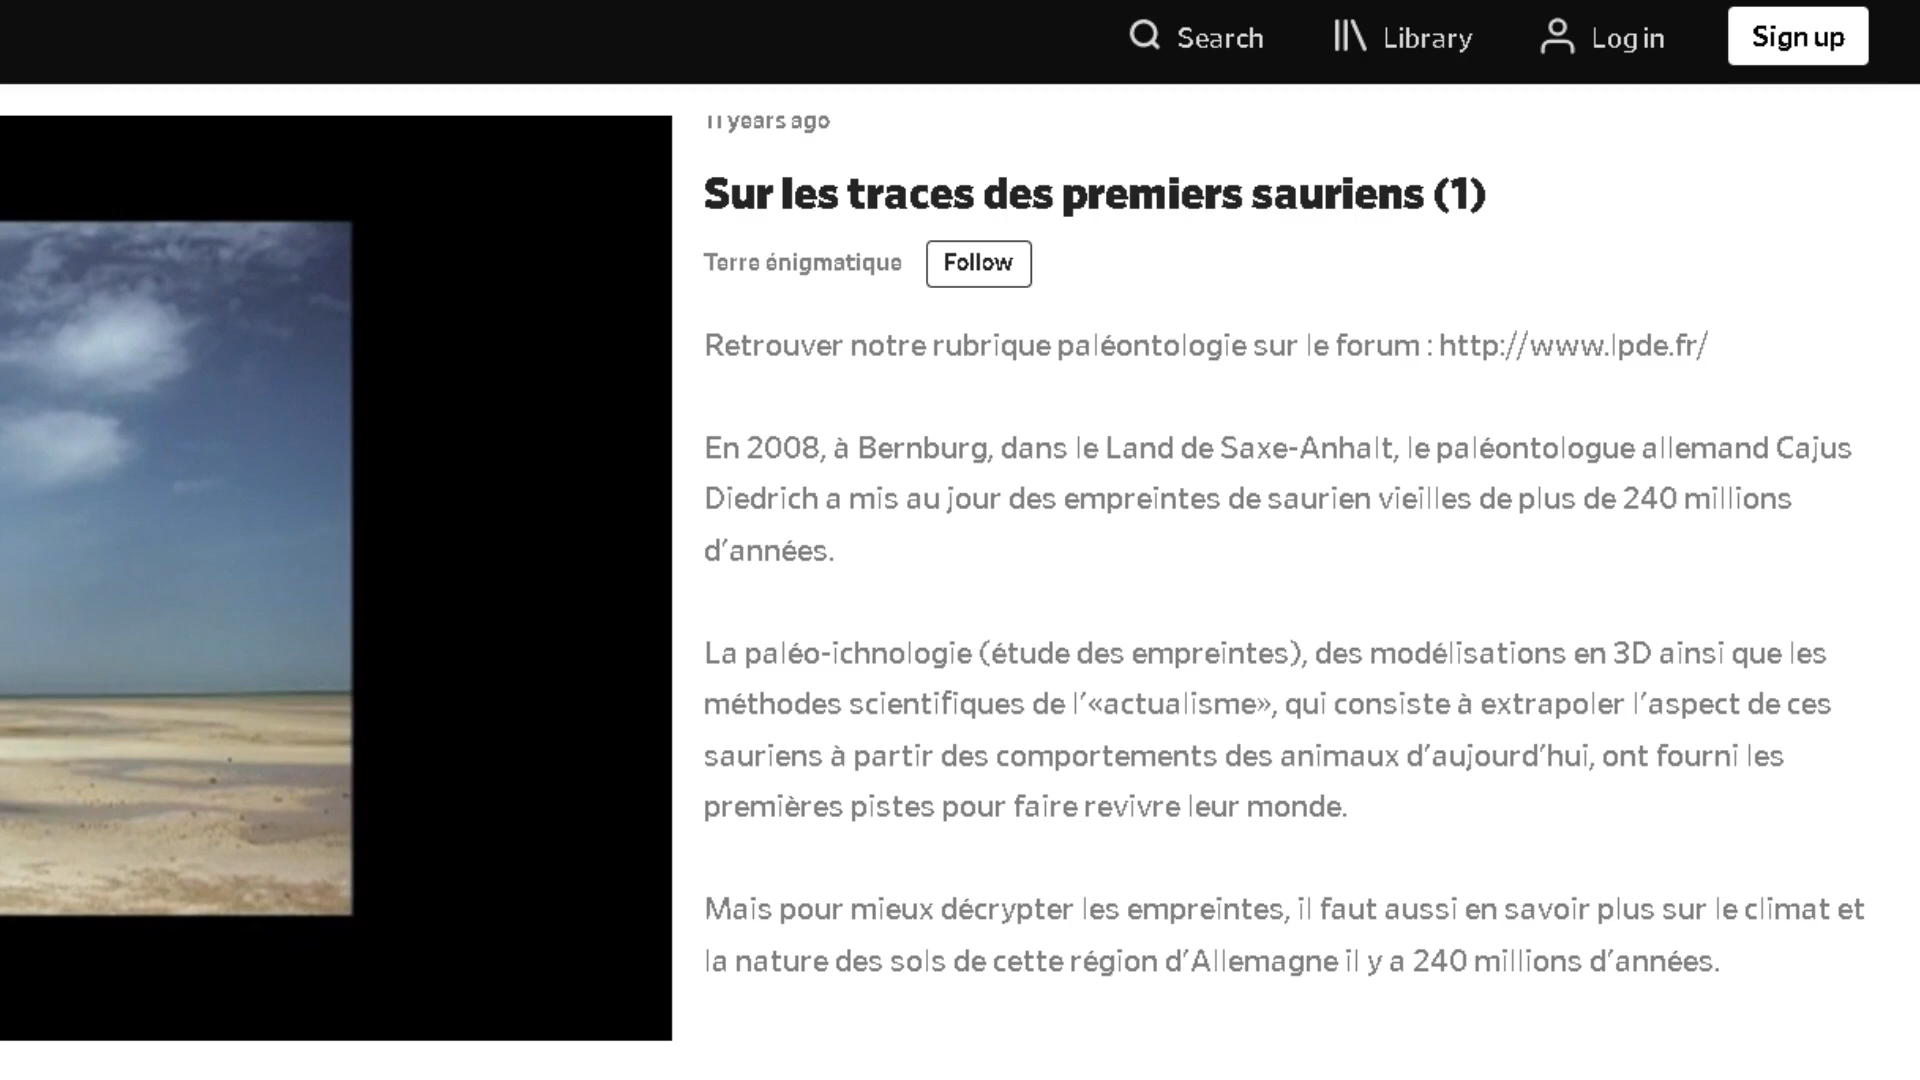 Search Library Log in Sign up
11 years ago
Sur les traces des premiers sauriens (1)
Terre énigmatique Follow
Retrouver notre rubrique paléontologie sur le forum : http://www.lpde.fr/
En 2008, à Bernburg, dans le Land de Saxe-Anhalt, le paléontologue allemand Cajus
Diedrich a mis au jour des empreintes de saurien vieilles de plus de 240 millions
d’années.
La paléo-ichnologie (étude des empreintes), des modélisations en 3D ainsi que les
méthodes scientifiques de l’«actualisme», qui consiste à extrapoler l’aspect de ces
sauriens à partir des comportements des animaux d’aujourd’hui, ont fourni les
premières pistes pour faire revivre leur monde.
Mais pour mieux décrypter les empreintes, il faut aussi en savoir plus sur le climat et
la nature des sols de cette région d’Allemagne il y a 240 millions d’années.